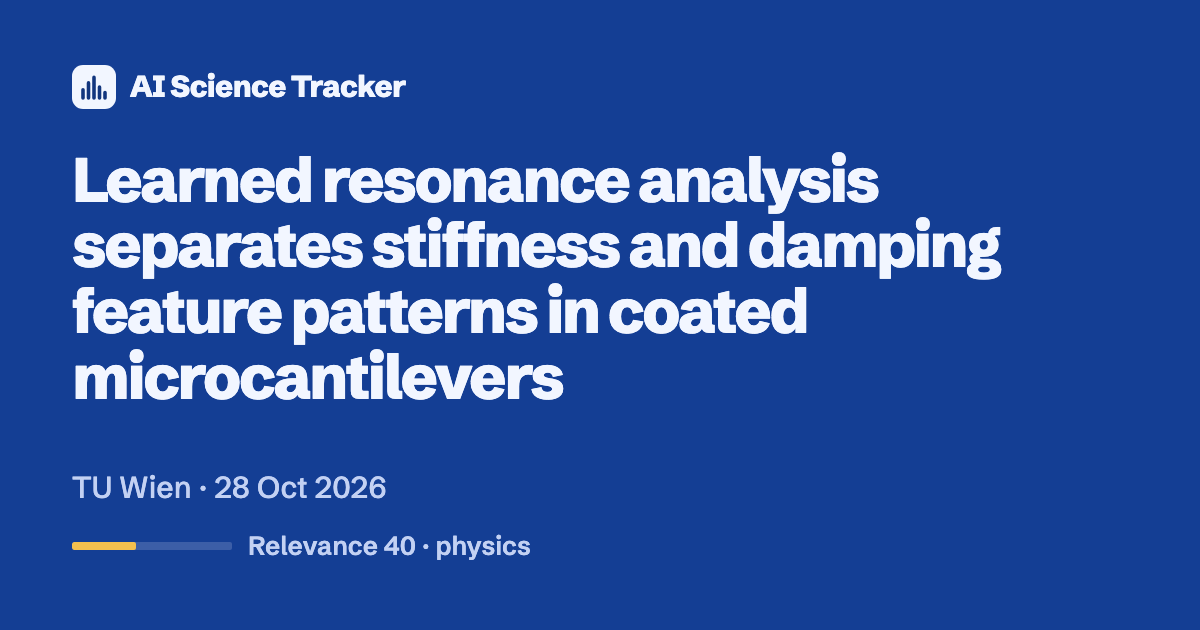 AI Science Tracker
Learned resonance analysis
separates stiffness and damping
feature patterns in coated
microcantilevers
TU Wien · 28 Oct 2026
Relevance 40 · physics